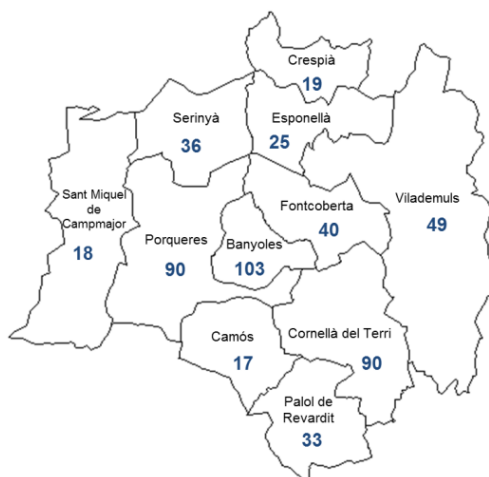 Crespià
19
Serinyà
36
Esponellà
25
Sant Miquel
de
Campmajor
18
Porqueres
90
Banyoles
103
Fontcoberta
40
Vilademuls
49
Camós
17
Cornellà del Terri
90
Palol de
Revardit
33